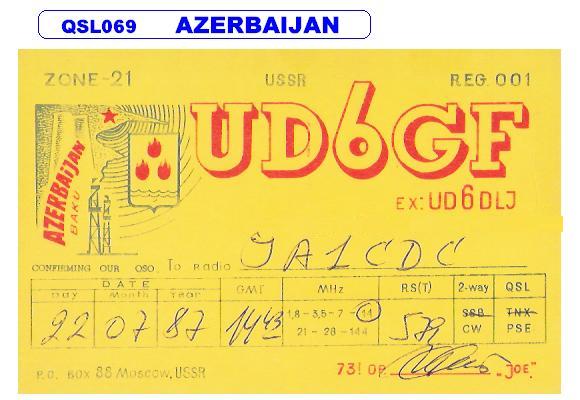 QSL069 AZERBAIJAN
ZONE-21 USSR REG. 001
UD6GF
AZERBAIJAN
BAKU
EX: UD6DLJ
CONFIRMING OUR QSO. To Radio JA1CDC
DATE
Day Month Year GMT MHz RS(T) 2-way QSL
1,8-3,5-7-14 SSB TNX
22 07 87 1443 579
21-28-144 CW PSE
P.O. BOX 88 Moscow, USSR 73! OP. "JOE".